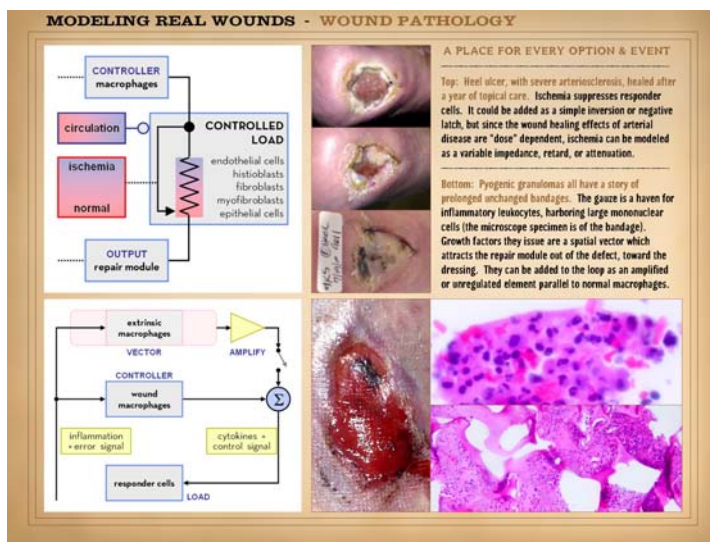 MODELING REAL WOUNDS - WOUND PATHOLOGY
CONTROLLER
macrophages
circulation
ischemia
normal
CONTROLLED
LOAD
endothelial cells
histioblasts
fibroblasts
myofibroblasts
epithelial cells
OUTPUT
repair module
A PLACE FOR EVERY OPTION & EVENT
Top: Heel ulcer, with severe arteriosclerosis, healed after
a year of topical care. Ischemia suppresses responder
cells. It could be added as a simple inversion or negative
latch, but since the wound healing effects of arterial
disease are "dose" dependent, ischemia can be modeled
as a variable impedance, retard, or attenuation.
Bottom: Pyogenic granulomas all have a story of
prolonged unchanged bandages. The gauze is a haven for
inflammatory leukocytes, harboring large mononuclear
cells (the microscope specimen is of the bandage).
Growth factors they issue are a spatial vector which
attracts the repair module out of the defect, toward the
dressing. They can be added to the loop as an amplified
or unregulated element parallel to normal macrophages.
extrinsic
macrophages
VECTOR
AMPLIFY
CONTROLLER
wound
macrophages
Σ
inflammation
= error signal
cytokines =
control signal
responder cells
LOAD